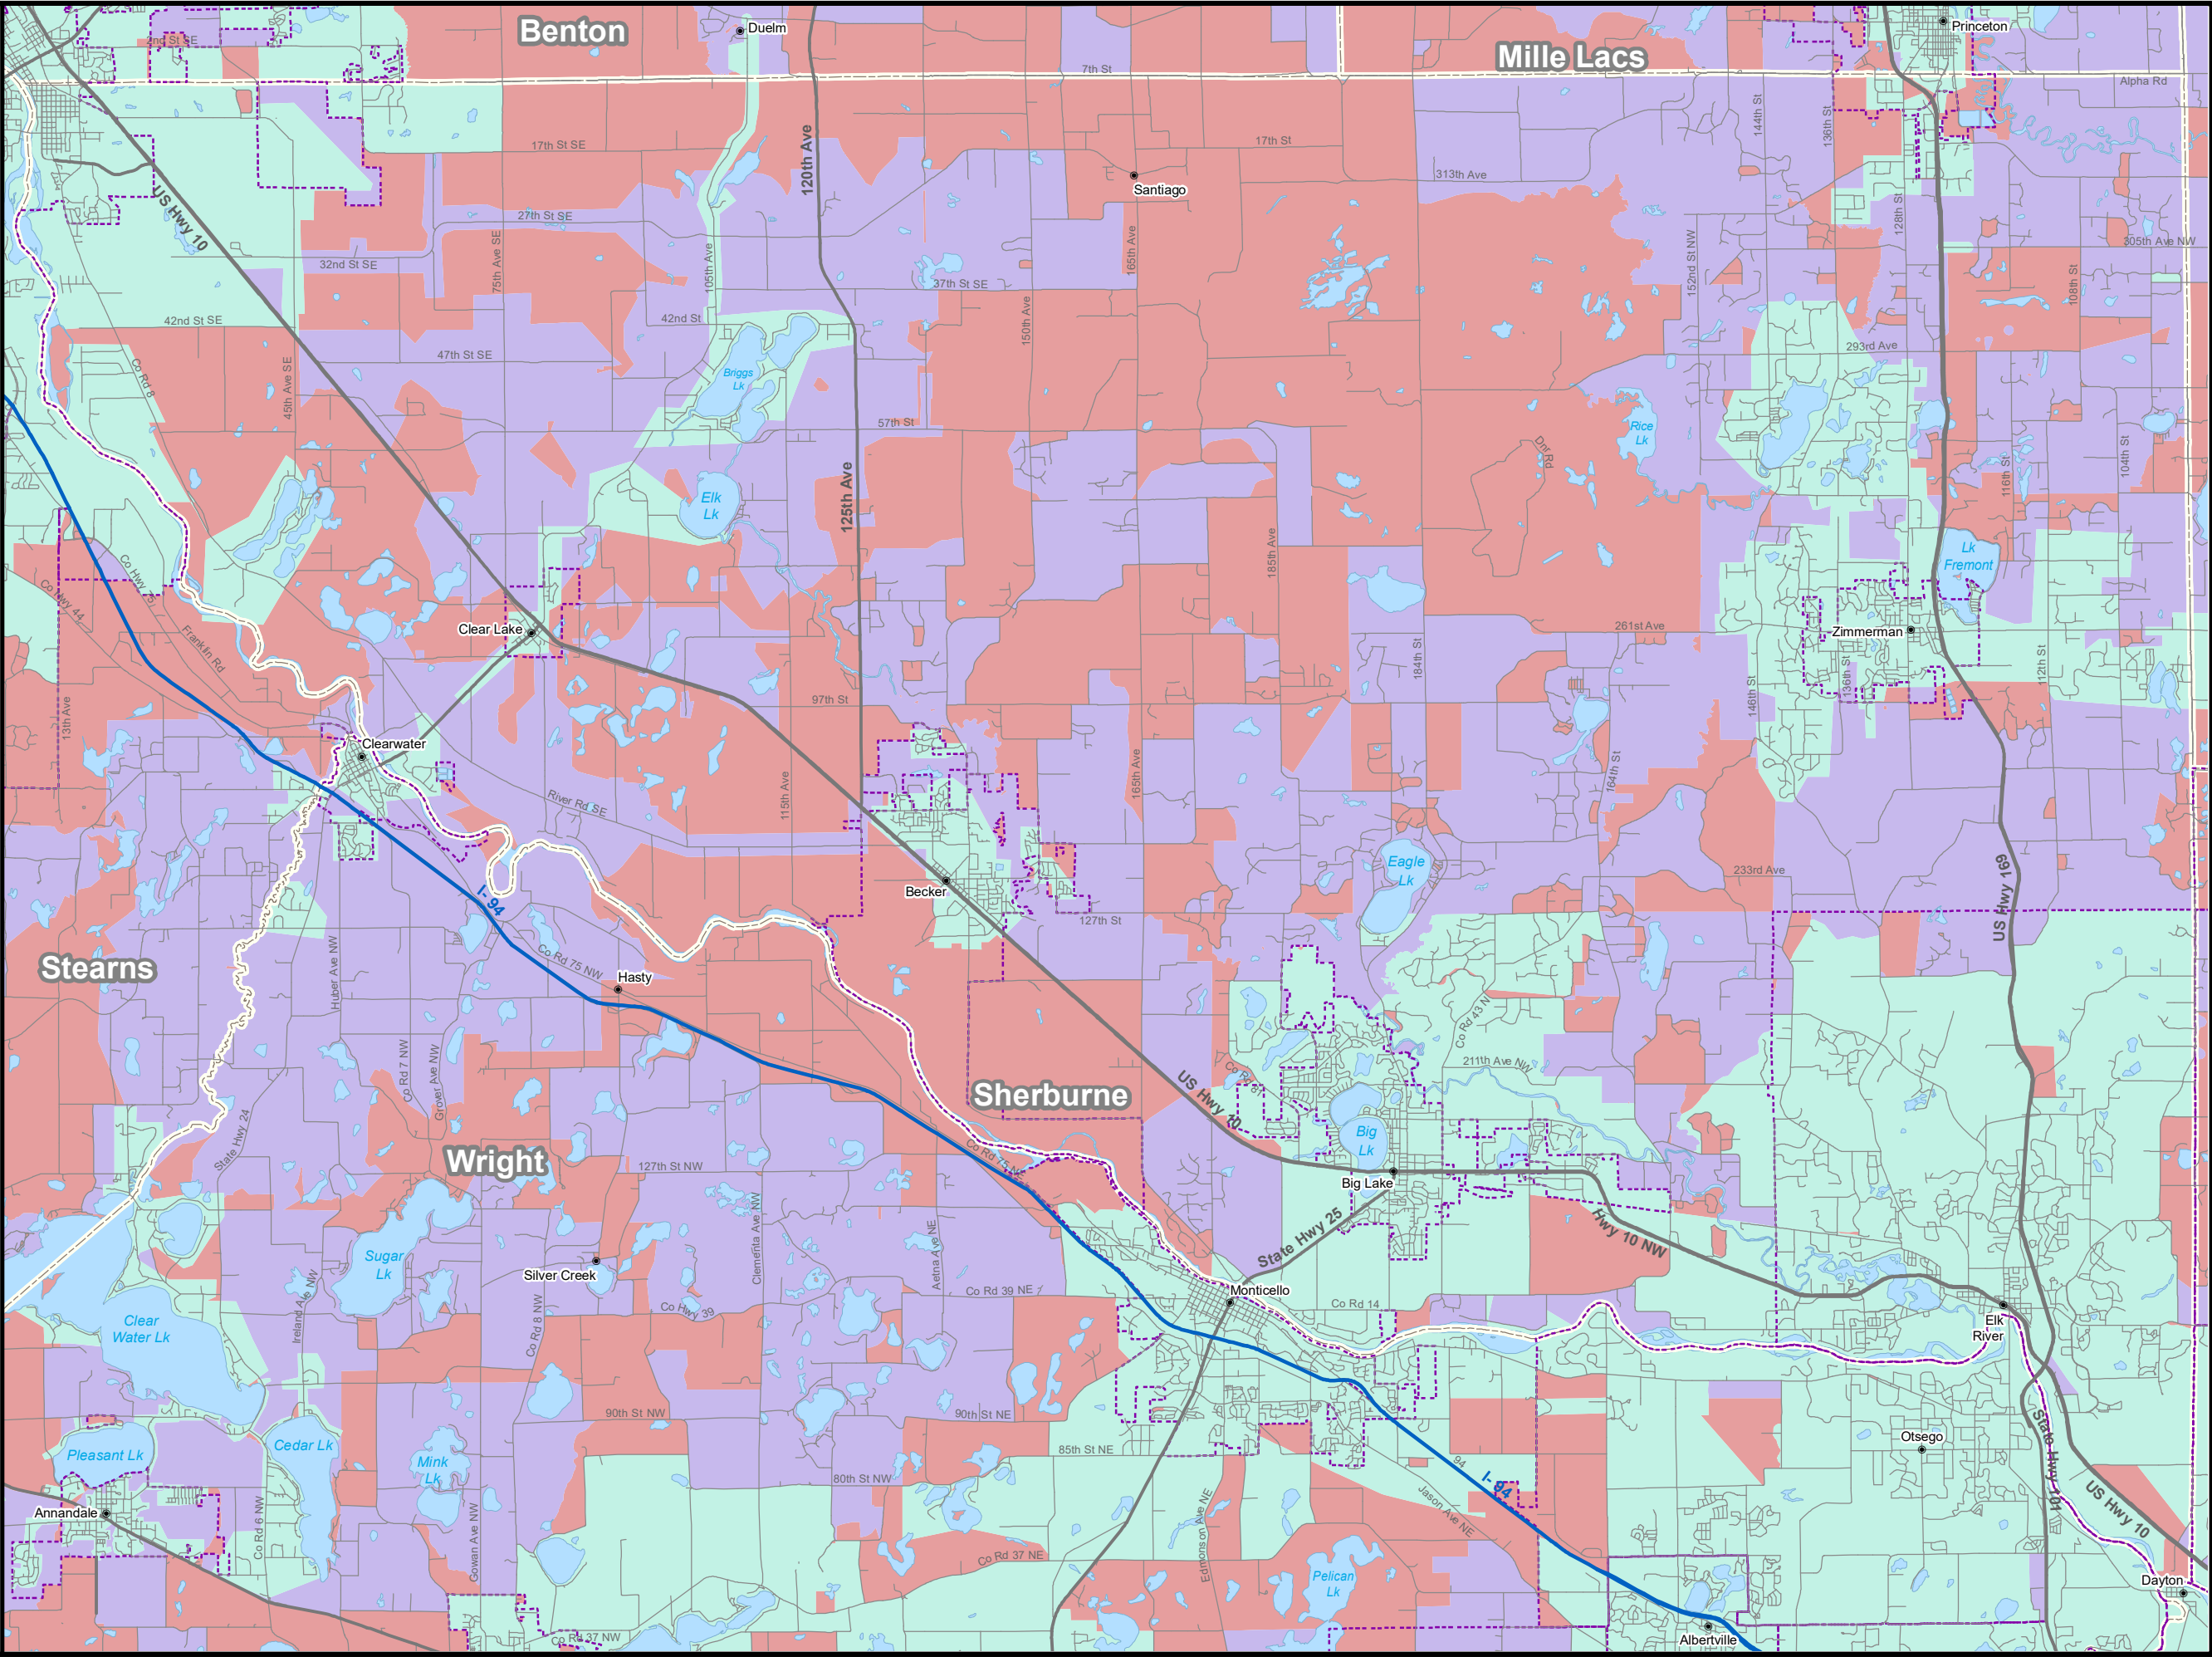 Benton
Duelm
Princeton
2nd St SE
Mille Lacs
7th St
Alpha Rd
144th St
136th St
17th St SE
120th Ave
17th St
Santiago
313th Ave
US Hwy 10
27th St SE
128th St
75th Ave SE
32nd St SE
105th Ave
165th Ave
152nd St NW
305th Ave NW
37th St SE
108th St
42nd St SE
42nd St
150th Ave
47th St SE
293rd Ave
Co Rd 8
45th Ave SE
Briggs
Lk
57th St
Rice
Lk
Dnr Rd
104th St
116th St
Elk
Lk
125th Ave
185th Ave
Lk
Fremont
Co Hwy 5
Co Hwy 44
Franklin Rd
Clear Lake
261st Ave
Zimmerman
184th St
112th St
136th St
146th St
97th St
13th Ave
Clearwater
165th Ave
164th St
115th Ave
River Rd SE
Eagle
Lk
233rd Ave
US Hwy 169
Becker
I- 94
127th St
Stearns
Huber Ave NW
Co Rd 75 NW
Hasty
Co Rd 43 N
211th Ave NW
Co Rd 7 NW
Grover Ave NW
Sherburne
US Hwy 10
Big
Lk
State Hwy 24
Wright
127th St NW
Big Lake
Clementa Ave NW
Aetna Ave NE
State Hwy 25
Hwy 10 NW
Sugar
Lk
Silver Creek
Co Rd 39 NE
Monticello
Co Rd 14
Ireland Ave NW
Co Rd 8 NW
Co Hwy 39
Clear
Water Lk
Elk
River
90th St NW
90th St NE
Pleasant Lk
Cedar Lk
Mink
Lk
85th St NE
80th St NW
94
I- 94
Otsego
State Hwy 101
US Hwy 10
Jason Ave NE
Annandale
Co Rd 6 NW
Gowan Ave NW
Edmonson Ave NE
Co Rd 37 NE
Pelican
Lk
Dayton
Co Rd 37 NW
Albertville